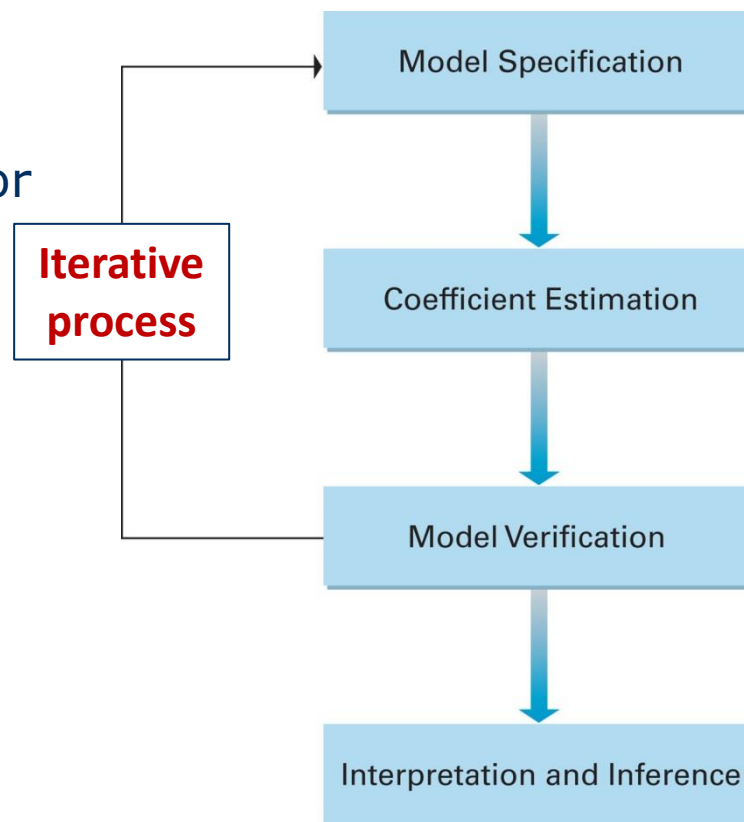 Model Specification
or
Iterative
process
Coefficient Estimation
Model Verification
Interpretation and Inference